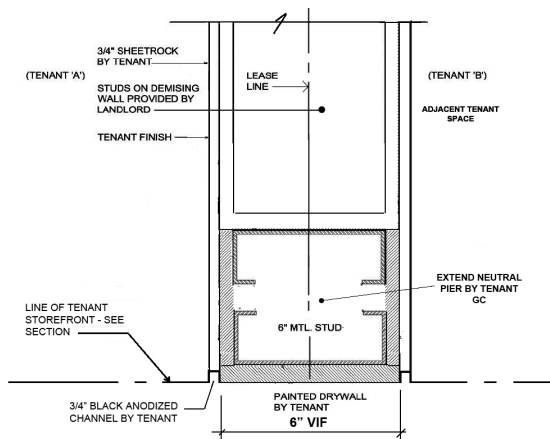 3/4" SHEETROCK
BY TENANT
(TENANT 'A')
STUDS ON DEMISING
WALL PROVIDED BY
LANDLORD
TENANT FINISH
LEASE
LINE
(TENANT 'B')
ADJACENT TENANT
SPACE
EXTEND NEUTRAL
PIER BY TENANT
GC
6" MTL. STUD
LINE OF TENANT
STOREFRONT - SEE
SECTION
3/4" BLACK ANODIZED
CHANNEL BY TENANT
PAINTED DRYWALL
BY TENANT
6” VIF